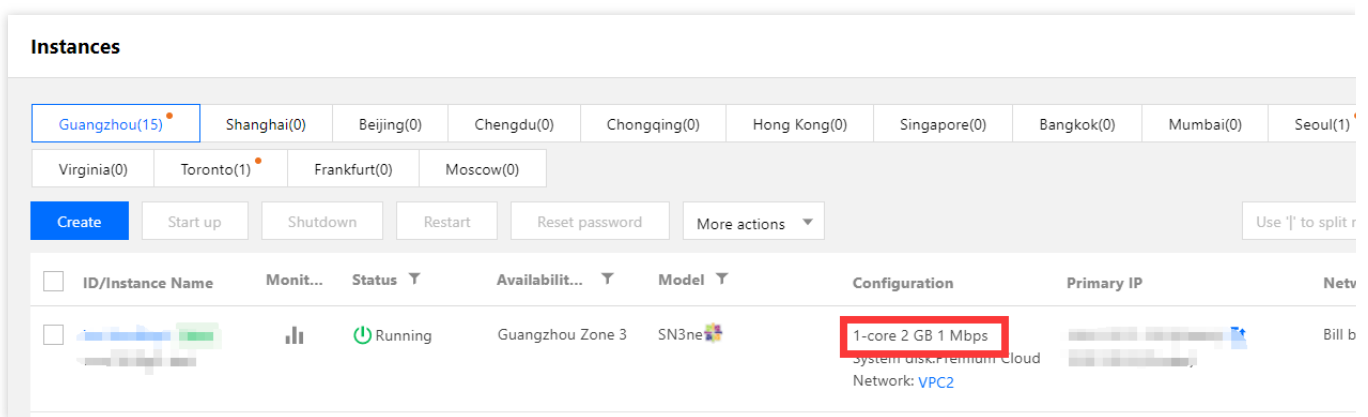 Instances
Guangzhou(15) Shanghai(0) Beijing(0) Chengdu(0) Chongqing(0) Hong Kong(0) Singapore(0) Bangkok(0) Mumbai(0) Seoul(1)
Virginia(0) Toronto(1) Frankfurt(0) Moscow(0)
Create Start up Shutdown Restart Reset password More actions Use '|' to split
ID/Instance Name Monit... Status Availabilit... Model Configuration Primary IP Netw
Running Guangzhou Zone 3 SN3ne 1-core 2 GB 1 Mbps Bill b
System disk:Premium Cloud
Network: VPC2